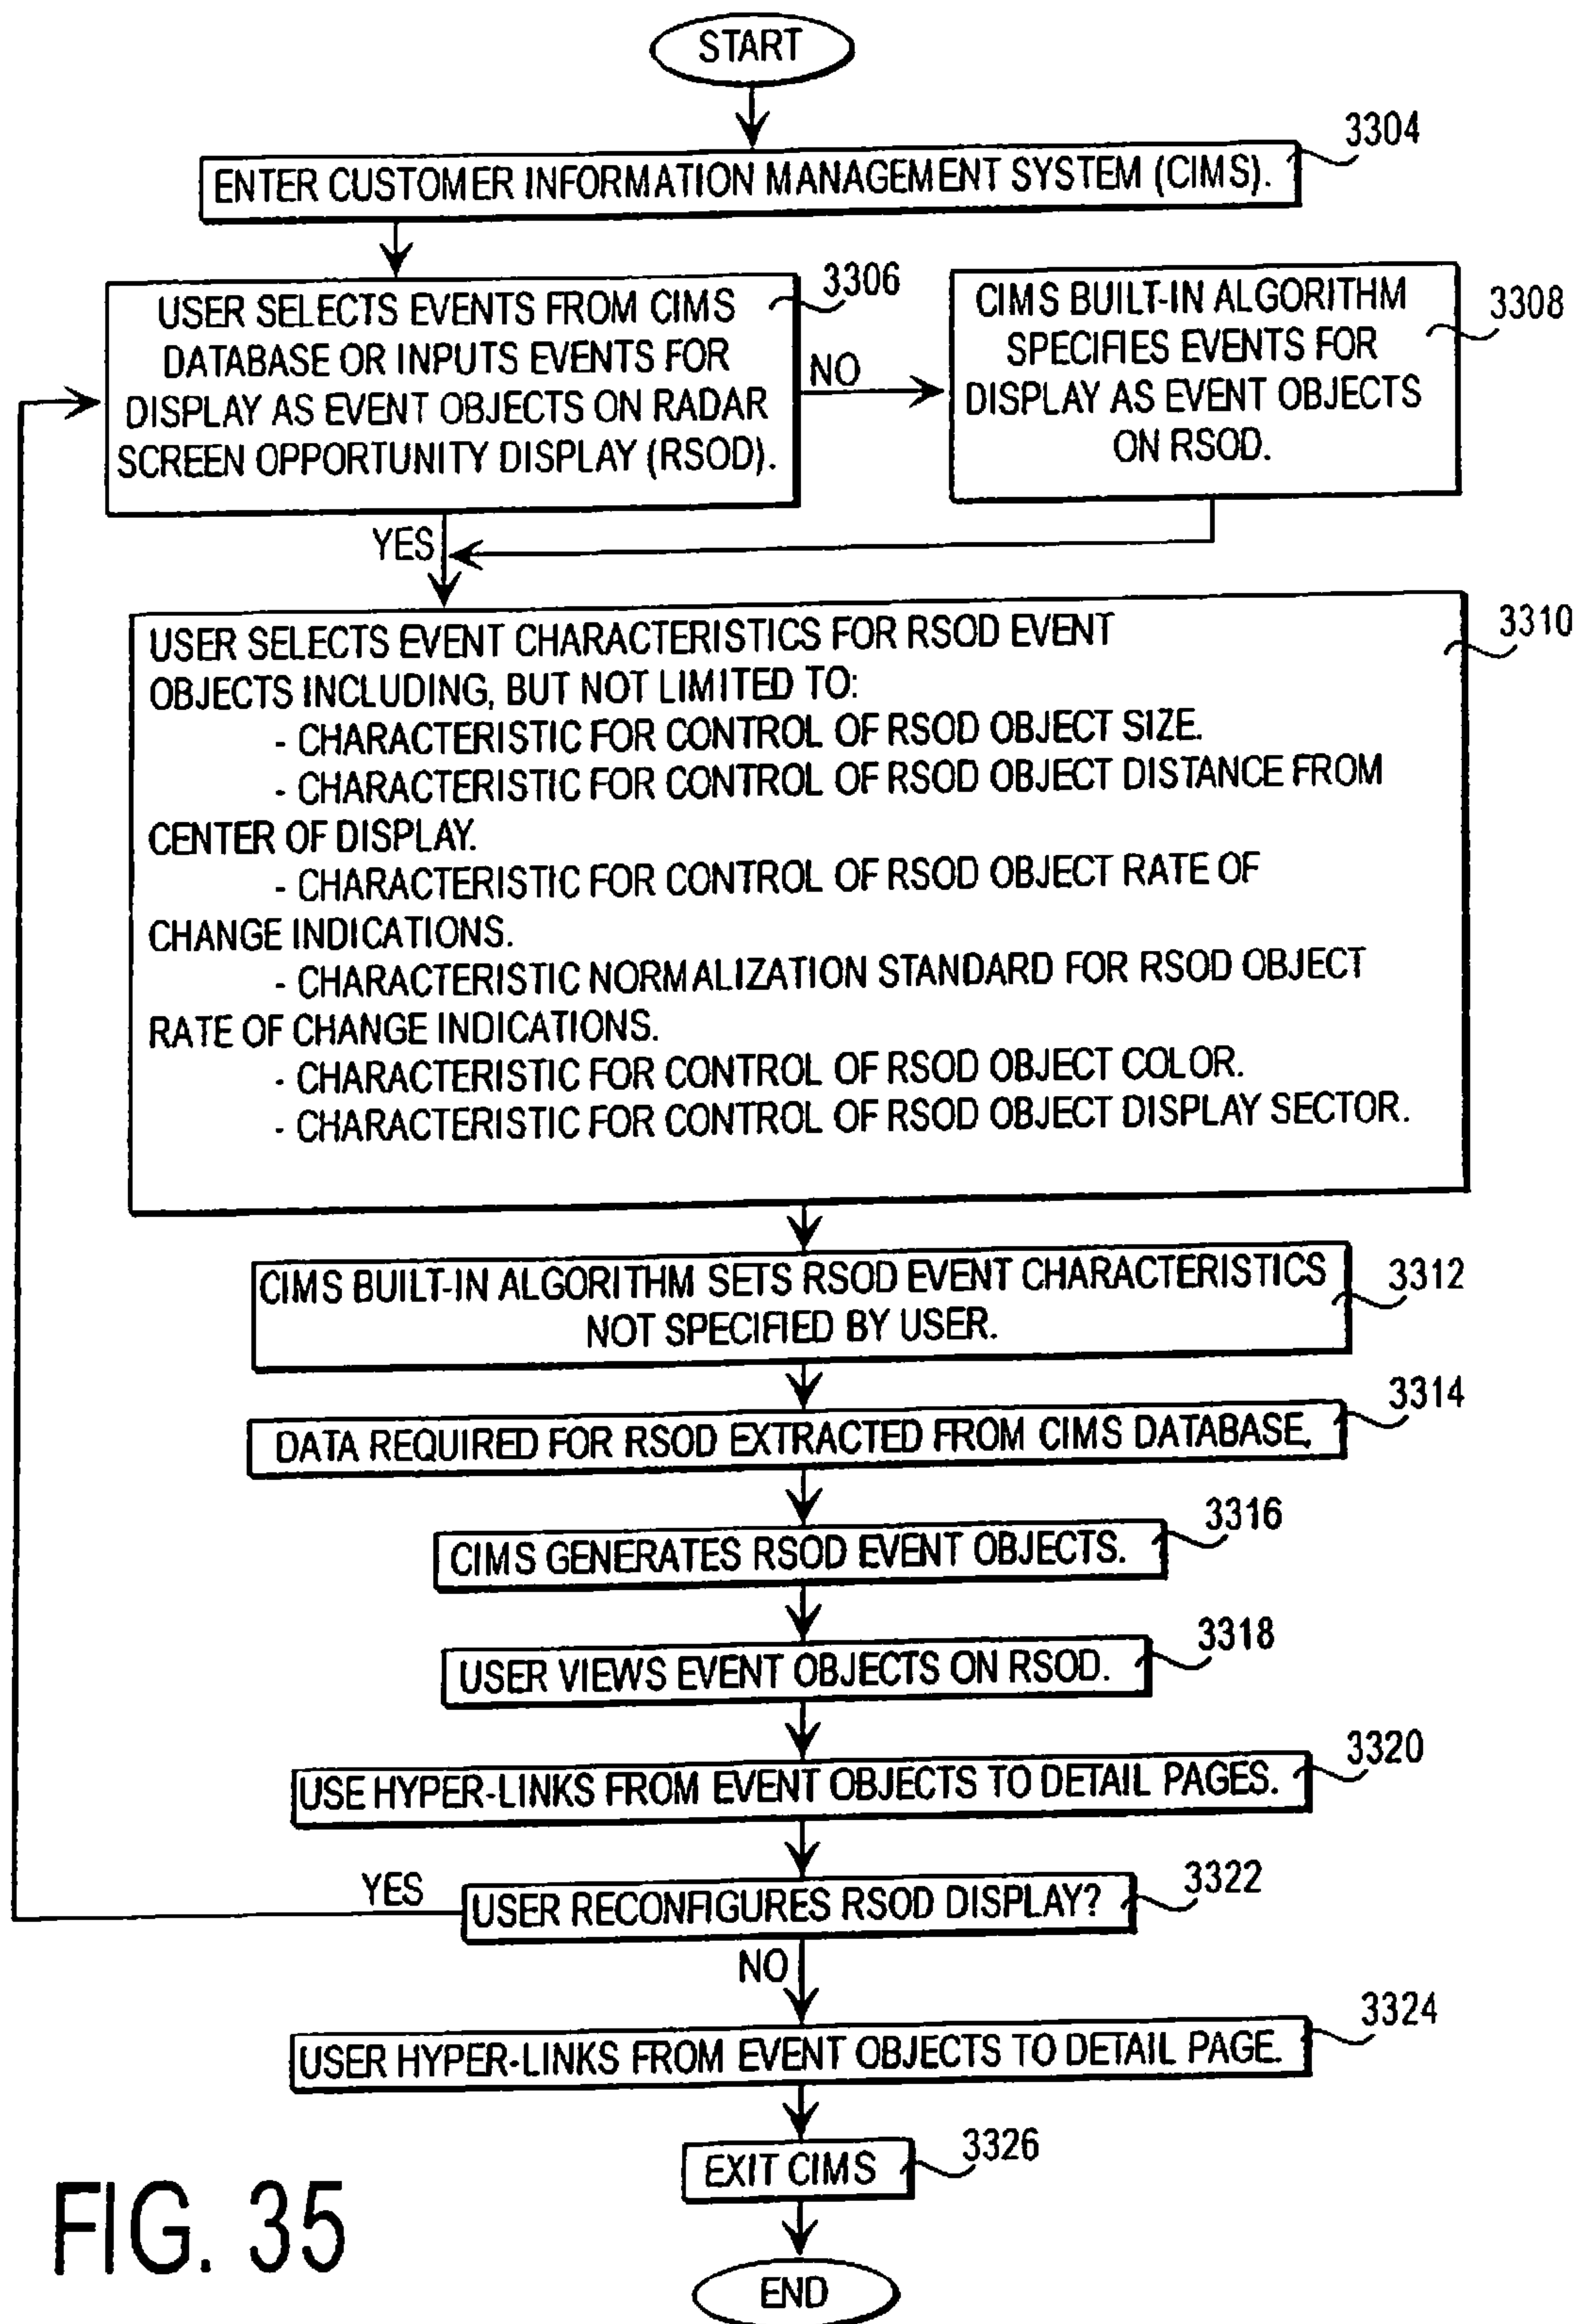 START
3304
ENTER CUSTOMER INFORMATION MANAGEMENT SYSTEM (CIMS).
3306
USER SELECTS EVENTS FROM CIMS
DATABASE OR INPUTS EVENTS FOR
DISPLAY AS EVENT OBJECTS ON RADAR
SCREEN OPPORTUNITY DISPLAY (RSOD).
NO
3308
CIMS BUILT-IN ALGORITHM
SPECIFIES EVENTS FOR
DISPLAY AS EVENT OBJECTS
ON RSOD.
YES
3310
USER SELECTS EVENT CHARACTERISTICS FOR RSOD EVENT
OBJECTS INCLUDING, BUT NOT LIMITED TO:
- CHARACTERISTIC FOR CONTROL OF RSOD OBJECT SIZE.
- CHARACTERISTIC FOR CONTROL OF RSOD OBJECT DISTANCE FROM
CENTER OF DISPLAY.
- CHARACTERISTIC FOR CONTROL OF RSOD OBJECT RATE OF
CHANGE INDICATIONS.
- CHARACTERISTIC NORMALIZATION STANDARD FOR RSOD OBJECT
RATE OF CHANGE INDICATIONS.
- CHARACTERISTIC FOR CONTROL OF RSOD OBJECT COLOR.
- CHARACTERISTIC FOR CONTROL OF RSOD OBJECT DISPLAY SECTOR.
CIMS BUILT-IN ALGORITHM SETS RSOD EVENT CHARACTERISTICS
NOT SPECIFIED BY USER.
3312
3314
DATA REQUIRED FOR RSOD EXTRACTED FROM CIMS DATABASE.
3316
CIMS GENERATES RSOD EVENT OBJECTS.
3318
USER VIEWS EVENT OBJECTS ON RSOD.
3320
USE HYPER-LINKS FROM EVENT OBJECTS TO DETAIL PAGES.
YES
3322
USER RECONFIGURES RSOD DISPLAY?
NO
3324
USER HYPER-LINKS FROM EVENT OBJECTS TO DETAIL PAGE.
3326
EXIT CIMS
END
FIG. 35